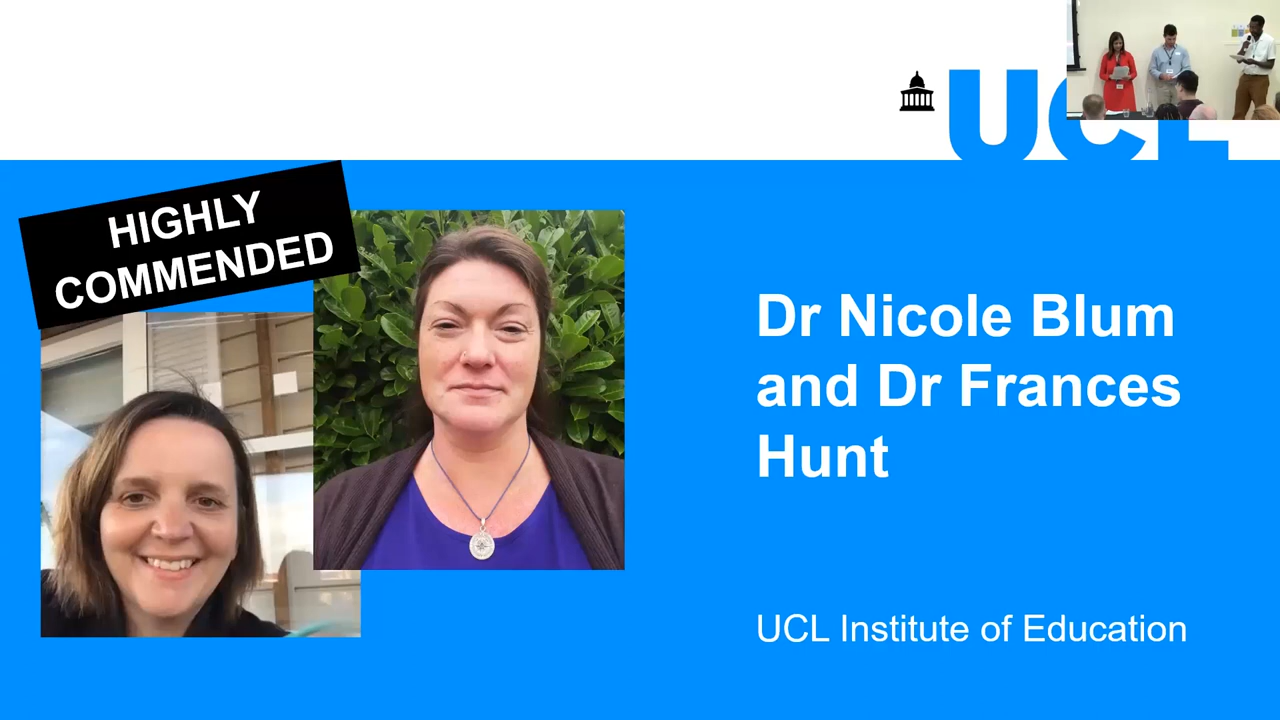 UCL
HIGHLY
COMMENDED
Dr Nicole Blum
and Dr Frances
Hunt
UCL Institute of Education